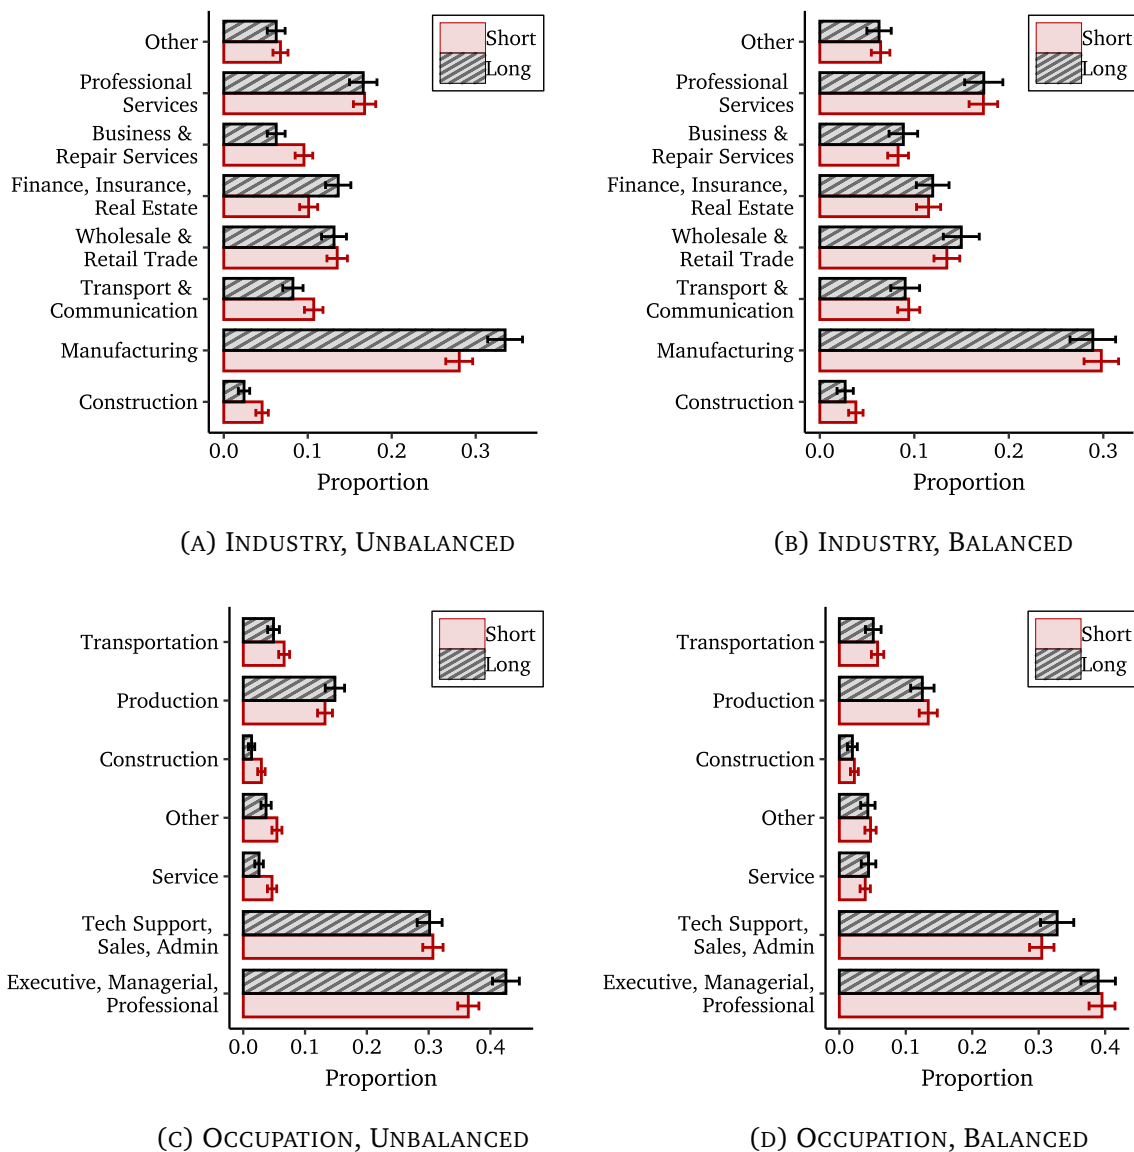 Other
Professional
Services
Business &
Repair Services
Finance, Insurance,
Real Estate
Wholesale &
Retail Trade
Transport &
Communication
Manufacturing
Construction
0.0 0.1 0.2 0.3
Proportion
Short
Long
(A) INDUSTRY, UNBALANCED
Other
Professional
Services
Business &
Repair Services
Finance, Insurance,
Real Estate
Wholesale &
Retail Trade
Transport &
Communication
Manufacturing
Construction
0.0 0.1 0.2 0.3
Proportion
Short
Long
(B) INDUSTRY, BALANCED
Transportation
Production
Construction
Other
Service
Tech Support,
Sales, Admin
Executive, Managerial,
Professional
0.0 0.1 0.2 0.3 0.4
Proportion
Short
Long
(C) OCCUPATION, UNBALANCED
Transportation
Production
Construction
Other
Service
Tech Support,
Sales, Admin
Executive, Managerial,
Professional
0.0 0.1 0.2 0.3 0.4
Proportion
Short
Long
(D) OCCUPATION, BALANCED